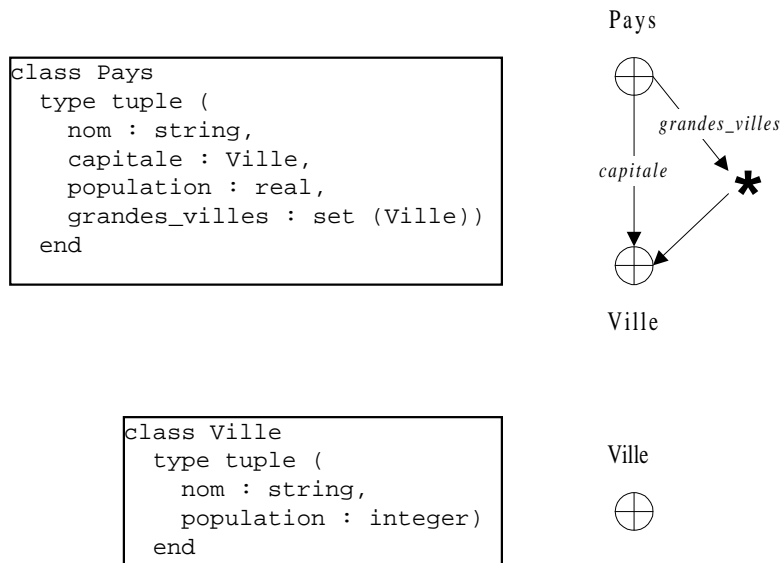 Pays
class Pays
type tuple (
nom : string,
capitale : Ville,
population : real,
grandes_villes : set (Ville))
end
grandes_villes
capitale
*
Ville
class Ville
type tuple (
nom : string,
population : integer)
end
Ville